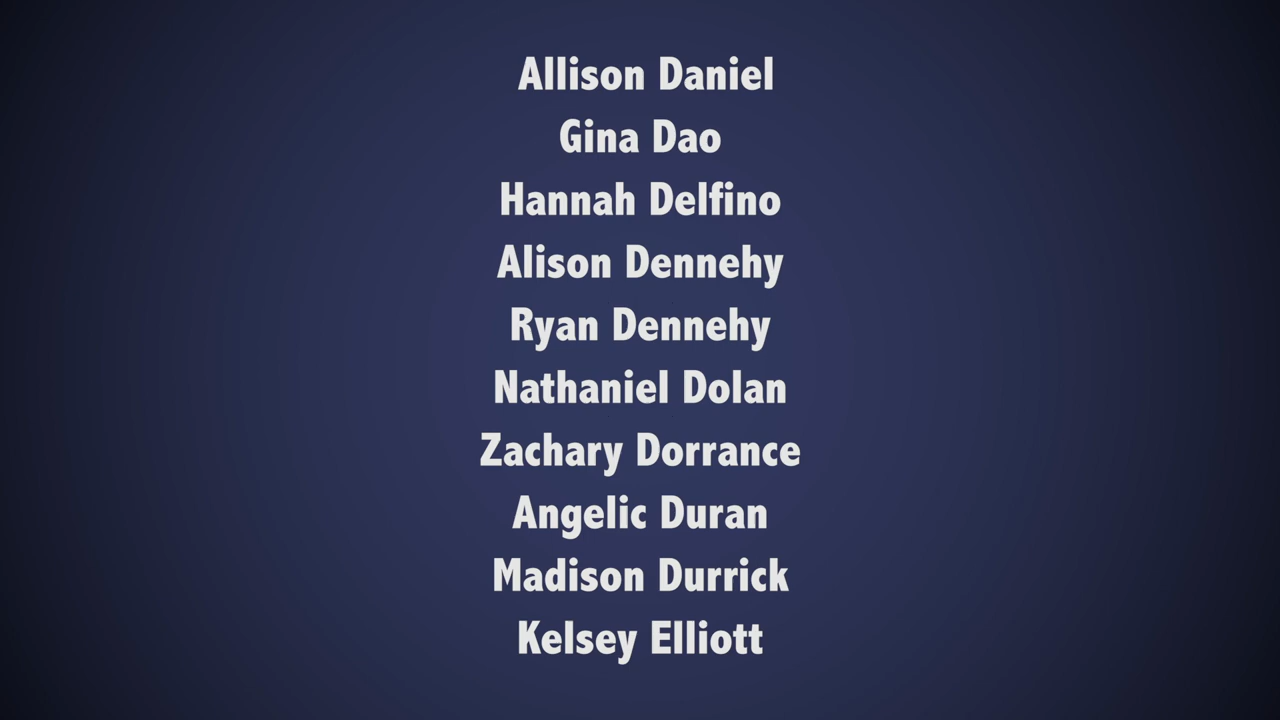 Allison Daniel
Gina Dao
Hannah Delfino
Alison Dennehy
Ryan Dennehy
Nathaniel Dolan
Zachary Dorrance
Angelic Duran
Madison Durrick
Kelsey Elliott